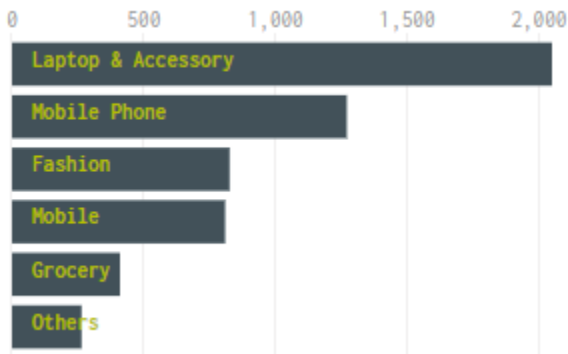 0 500 1,000 1,500 2,000
Laptop & Accessory
Mobile Phone
Fashion
Mobile
Grocery
Others